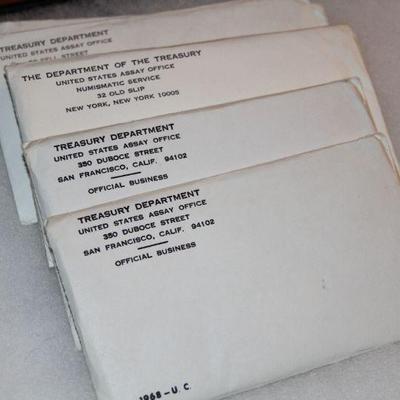 TREASURY DEPARTMENT
UNITED STATES ASSAY OFFICE
STREET
THE DEPARTMENT OF THE TREASURY
UNITED STATES ASSAY OFFICE
NUMISMATIC SERVICE
32 OLD SLIP
NEW YORK, NEW YORK 10005
TREASURY DEPARTMENT
UNITED STATES ASSAY OFFICE
350 DUBOCE STREET
SAN FRANCISCO, CALIF. 94102
OFFICIAL BUSINESS
TREASURY DEPARTMENT
UNITED STATES ASSAY OFFICE
350 DUBOCE STREET
SAN FRANCISCO, CALIF. 94102
OFFICIAL BUSINESS
1968 - U. C.